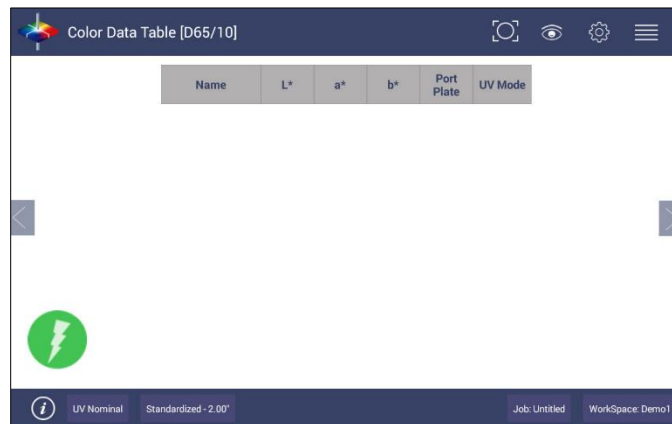 Color Data Table [D65/10]
Name L* a* b* Port Plate UV Mode
i UV Nominal Standardized - 2.00" Job: Untitled WorkSpace: Demo1